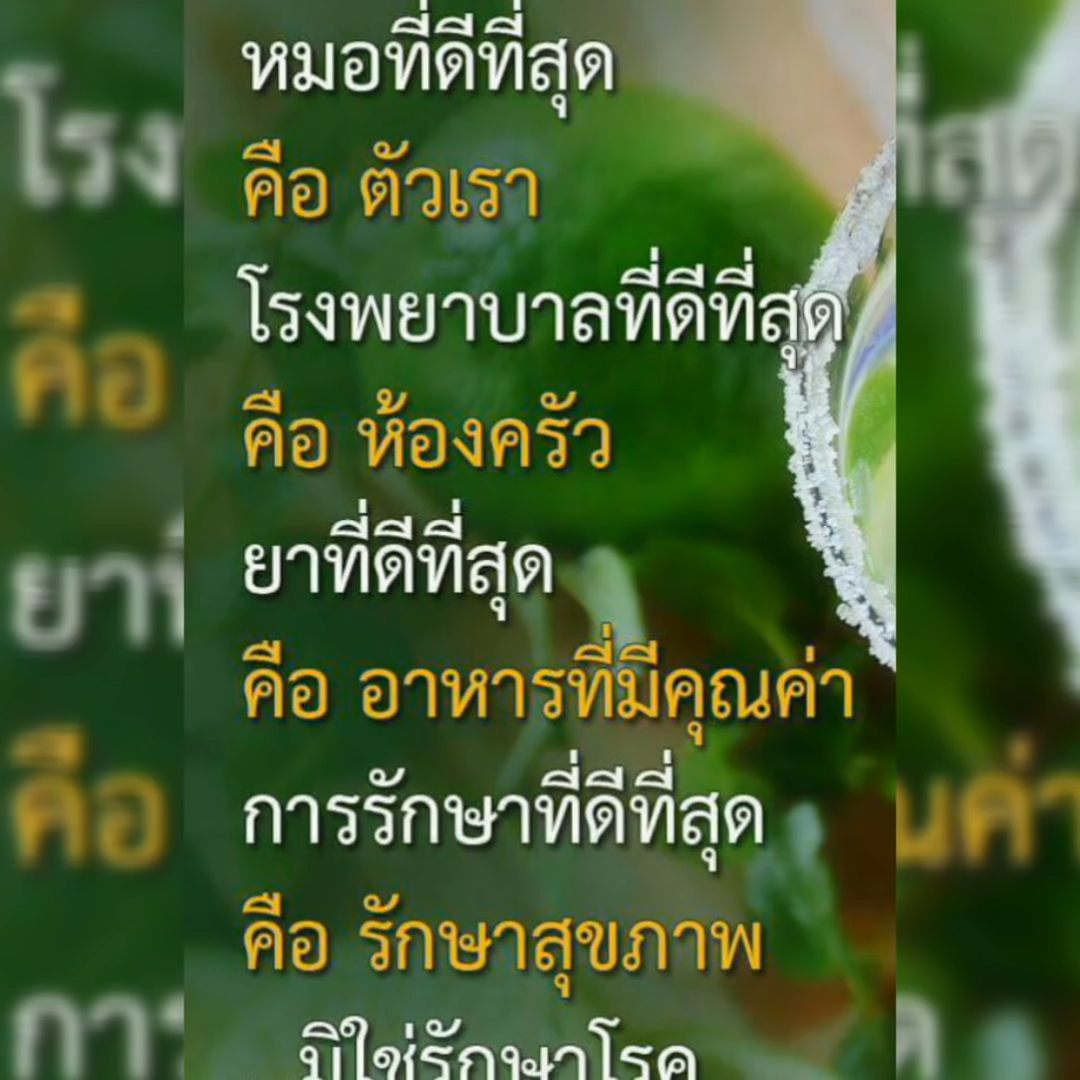 หมอที่ดีที่สุด
คือ ตัวเรา
โรงพยาบาลที่ดีที่สุด
คือ ห้องครัว
ยาที่ดีที่สุด
คือ อาหารที่มีคุณค่า
การรักษาที่ดีที่สุด
คือ รักษาสุขภาพ
มิใช่รักษาโรค